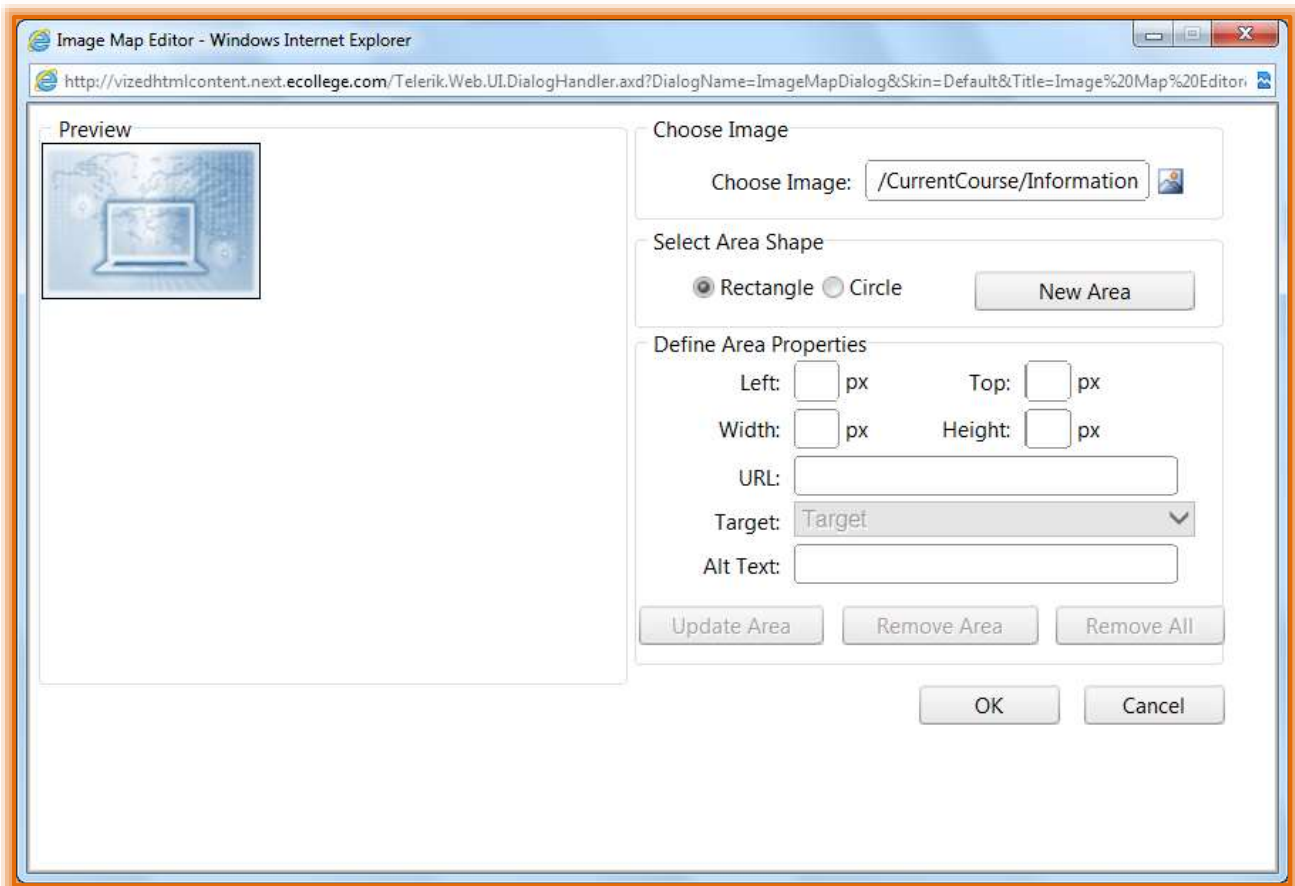 Image Map Editor - Windows Internet Explorer
http://vizedhtmlcontent.next.ecollege.com/Telerik.Web.UI.DialogHandler.axd?DialogName=ImageMapDialog&Skin=Default&Title=Image%20Map%20Editor
Preview
Choose Image
Choose Image: /CurrentCourse/Information
Select Area Shape
Rectangle Circle New Area
Define Area Properties
Left: px Top: px
Width: px Height: px
URL:
Target: Target
Alt Text:
Update Area Remove Area Remove All
OK Cancel